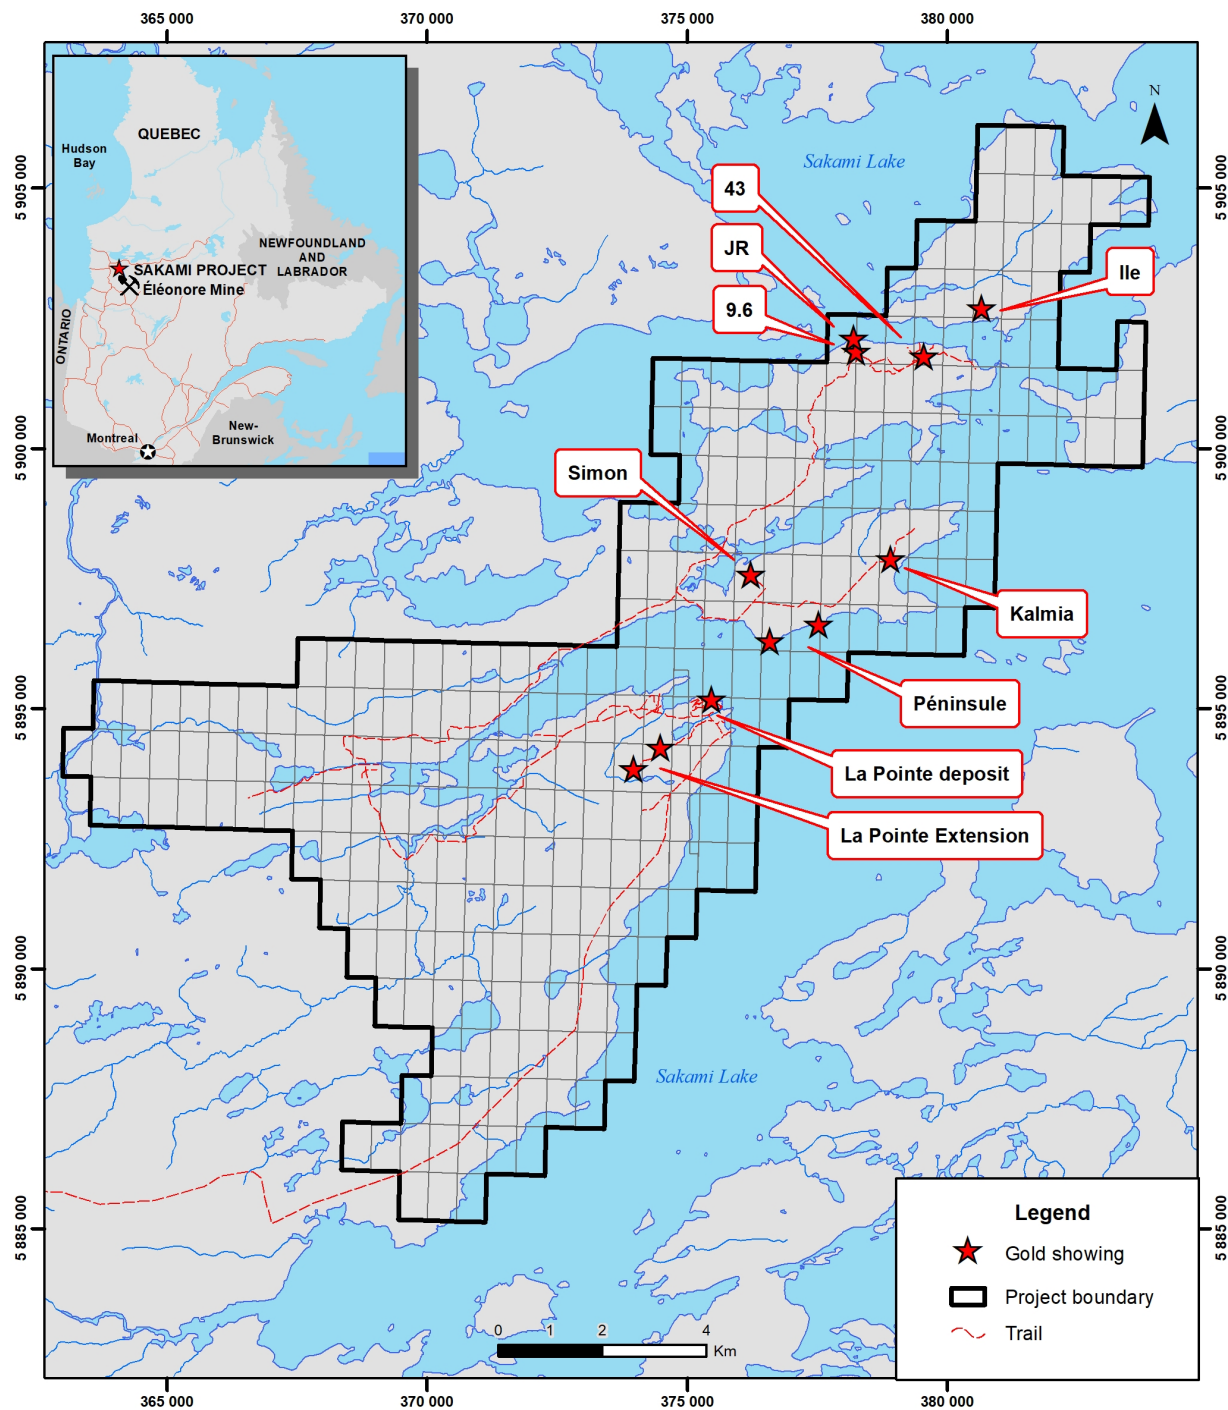 365 000
370 000
375 000
380 000
N
QUEBEC
Hudson
Bay
NEWFOUNDLAND
AND
LABRADOR
SAKAMI PROJECT
Éléonore Mine
ONTARIO
Montreal
New-
Brunswick
Sakami Lake
5 905 000
5 905 000
43
JR
Ile
9.6
5 900 000
5 900 000
Simon
Kalmia
Péninsule
5 895 000
5 895 000
La Pointe deposit
La Pointe Extension
5 890 000
5 890 000
Sakami Lake
5 885 000
5 885 000
Legend
Gold showing
Project boundary
Trail
0 1 2 4
Km
365 000
370 000
375 000
380 000